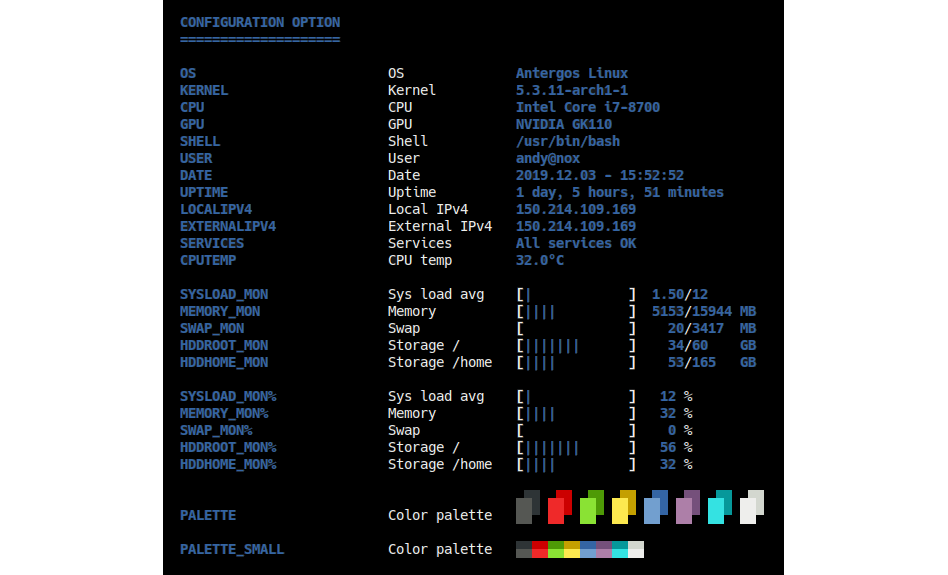 CONFIGURATION OPTION
====================
OS OS Antergos Linux
KERNEL Kernel 5.3.11-arch1-1
CPU CPU Intel Core i7-8700
GPU GPU NVIDIA GK110
SHELL Shell /usr/bin/bash
USER User andy@nox
DATE Date 2019.12.03 - 15:52:52
UPTIME Uptime 1 day, 5 hours, 51 minutes
LOCALIPV4 Local IPv4 150.214.109.169
EXTERNALIPV4 External IPv4 150.214.109.169
SERVICES Services All services OK
CPUTEMP CPU temp 32.0°C
SYSLOAD_MON Sys load avg [| ] 1.50/12
MEMORY_MON Memory [|||| ] 5153/15944 MB
SWAP_MON Swap [ ] 20/3417 MB
HDDROOT_MON Storage / [||||||| ] 34/60 GB
HDDHOME_MON Storage /home [|||| ] 53/165 GB
SYSLOAD_MON% Sys load avg [| ] 12 %
MEMORY_MON% Memory [|||| ] 32 %
SWAP_MON% Swap [ ] 0 %
HDDROOT_MON% Storage / [||||||| ] 56 %
HDDHOME_MON% Storage /home [|||| ] 32 %
PALETTE Color palette
PALETTE_SMALL Color palette